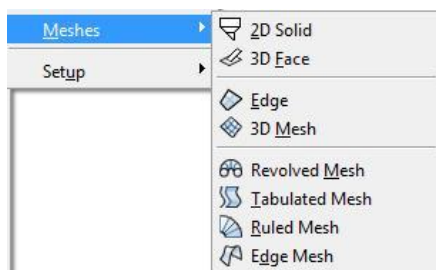 Meshes
Setup
2D Solid
3D Face
Edge
3D Mesh
Revolved Mesh
Tabulated Mesh
Ruled Mesh
Edge Mesh